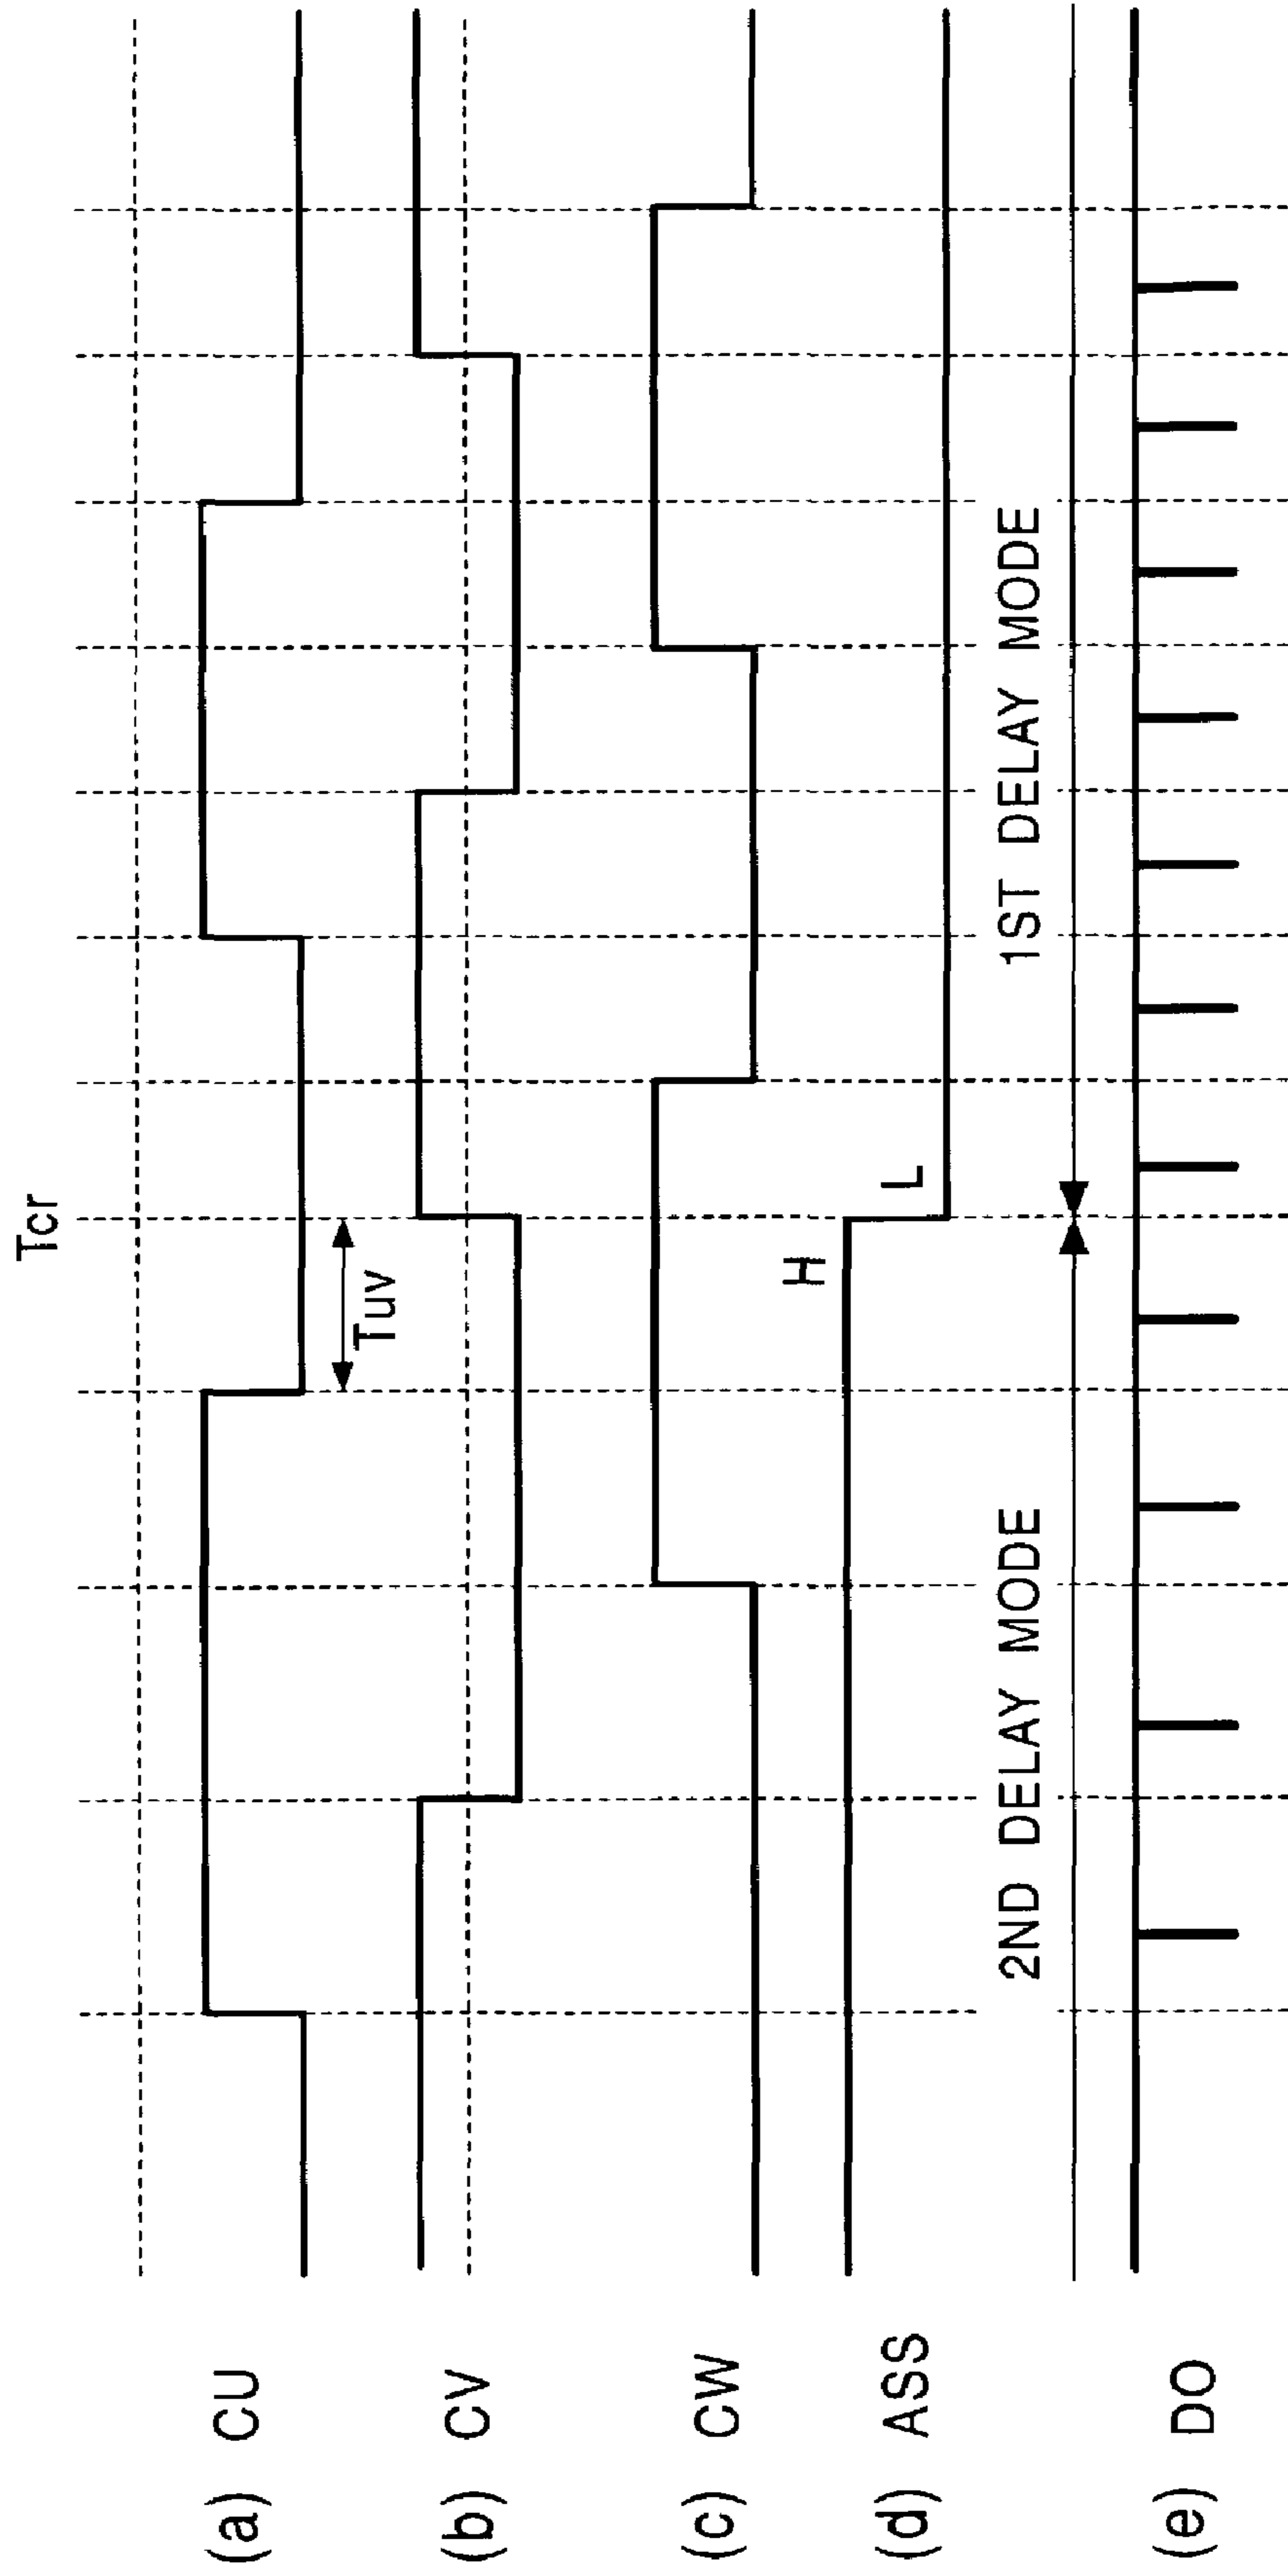 Tcr
(a) CU
Tuv
(b) CV
(c) CW
H
L
(d) ASS
2ND DELAY MODE
1ST DELAY MODE
(e) DO